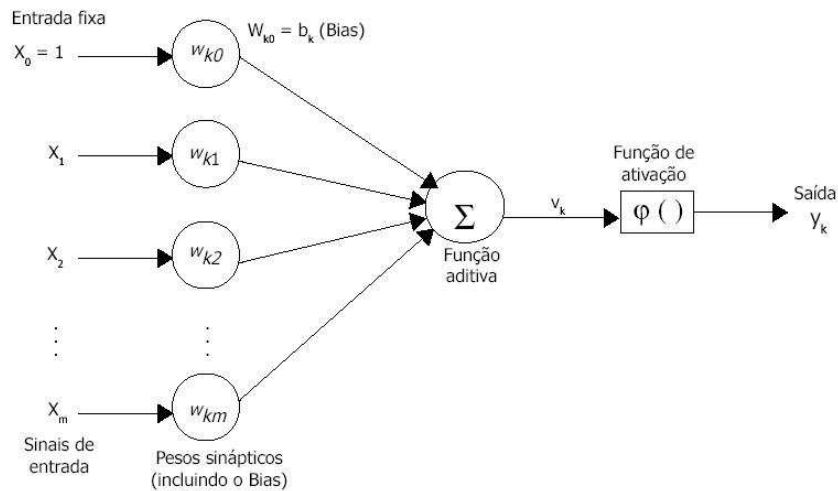 Entrada fixa
X0 = 1
wk0
Wk0 = bk (Bias)
X1
wk1
X2
wk2
Xm
wkm
Sinais de
entrada
Pesos sinápticos
(incluindo o Bias)
Σ
Função
aditiva
vk
Função de
ativação
φ ( )
Saída
yk